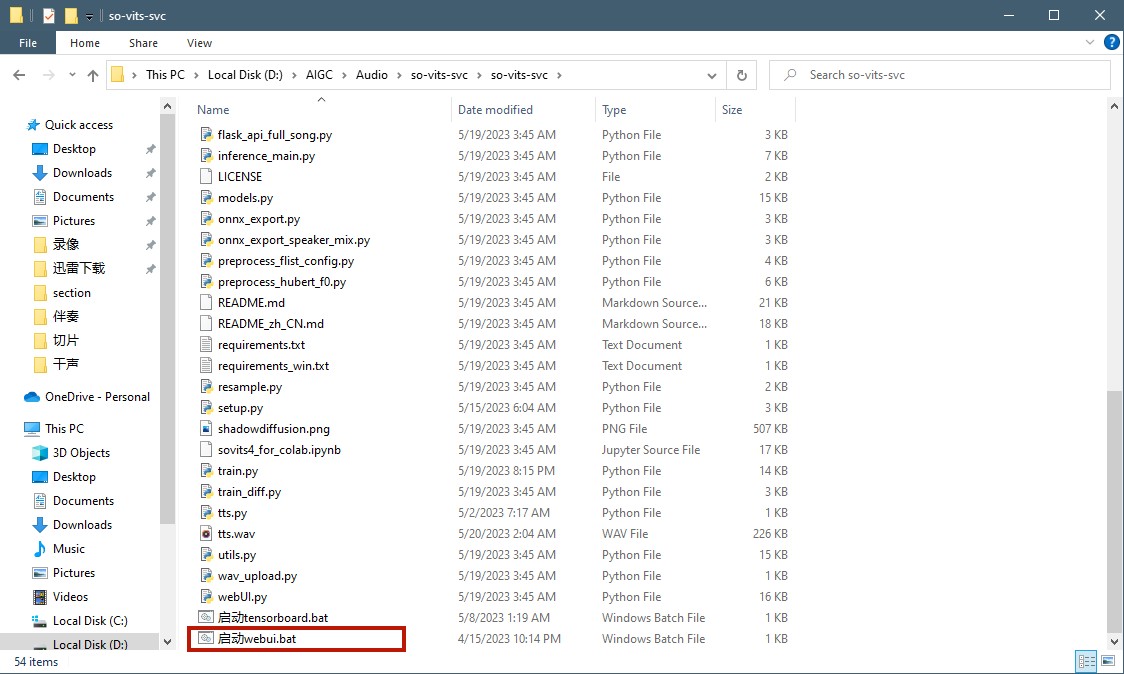 so-vits-svc
File Home Share View
This PC Local Disk (D:) AIGC Audio so-vits-svc so-vits-svc Search so-vits-svc
Name Date modified Type Size
Quick access
Desktop
Downloads
Documents
Pictures
录像
迅雷下载
section
伴奏
切片
干声
OneDrive - Personal
This PC
3D Objects
Desktop
Documents
Downloads
Music
Pictures
Videos
Local Disk (C:)
Local Disk (D:)
flask_api_full_song.py 5/19/2023 3:45 AM Python File 3 KB
inference_main.py 5/19/2023 3:45 AM Python File 7 KB
LICENSE 5/19/2023 3:45 AM File 2 KB
models.py 5/19/2023 3:45 AM Python File 15 KB
onnx_export.py 5/19/2023 3:45 AM Python File 3 KB
onnx_export_speaker_mix.py 5/19/2023 3:45 AM Python File 3 KB
preprocess_flist_config.py 5/19/2023 3:45 AM Python File 4 KB
preprocess_hubert_f0.py 5/19/2023 3:45 AM Python File 6 KB
README.md 5/19/2023 3:45 AM Markdown Source... 21 KB
README_zh_CN.md 5/19/2023 3:45 AM Markdown Source... 18 KB
requirements.txt 5/19/2023 3:45 AM Text Document 1 KB
requirements_win.txt 5/19/2023 3:45 AM Text Document 1 KB
resample.py 5/19/2023 3:45 AM Python File 2 KB
setup.py 5/15/2023 6:04 AM Python File 3 KB
shadowdiffusion.png 5/19/2023 3:45 AM PNG File 507 KB
sovits4_for_colab.ipynb 5/19/2023 3:45 AM Jupyter Source File 17 KB
train.py 5/19/2023 8:15 PM Python File 14 KB
train_diff.py 5/19/2023 3:45 AM Python File 3 KB
tts.py 5/2/2023 7:17 AM Python File 1 KB
tts.wav 5/20/2023 2:04 AM WAV File 226 KB
utils.py 5/19/2023 3:45 AM Python File 15 KB
wav_upload.py 5/19/2023 3:45 AM Python File 1 KB
webUI.py 5/19/2023 3:45 AM Python File 16 KB
启动tensorboard.bat 5/8/2023 1:19 AM Windows Batch File 1 KB
启动webui.bat 4/15/2023 10:14 PM Windows Batch File 1 KB
54 items